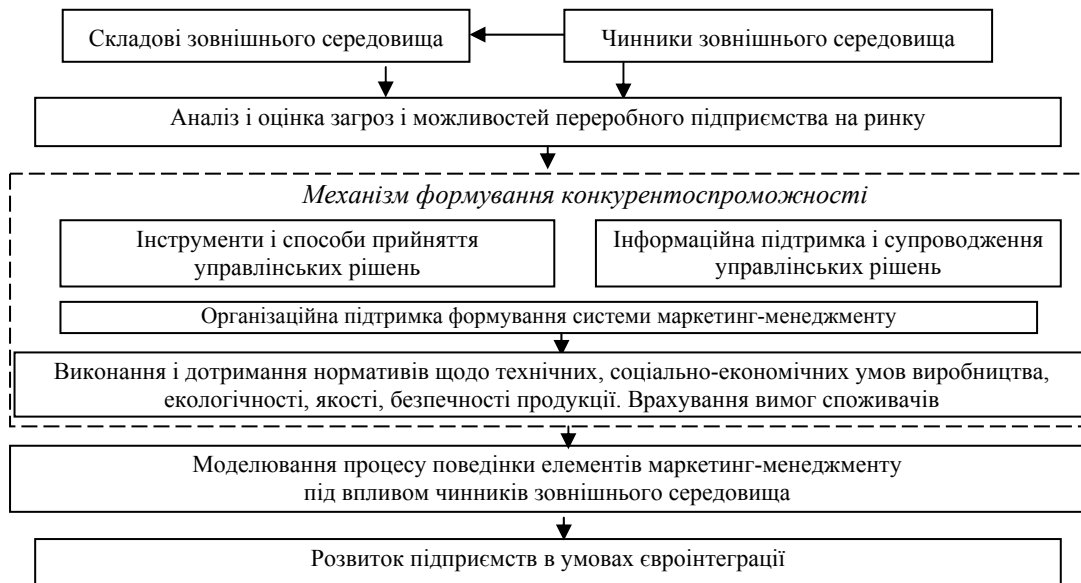 Складові зовнішнього середовища
Чинники зовнішнього середовища
Аналіз і оцінка загроз і можливостей переробного підприємства на ринку
Механізм формування конкурентоспроможності
Інструменти і способи прийняття
управлінських рішень
Інформаційна підтримка і супроводження
управлінських рішень
Організаційна підтримка формування системи маркетинг-менеджменту
Виконання і дотримання нормативів щодо технічних, соціально-економічних умов виробництва,
екологічності, якості, безпечності продукції. Врахування вимог споживачів
Моделювання процесу поведінки елементів маркетинг-менеджменту
під впливом чинників зовнішнього середовища
Розвиток підприємств в умовах євроінтеграції